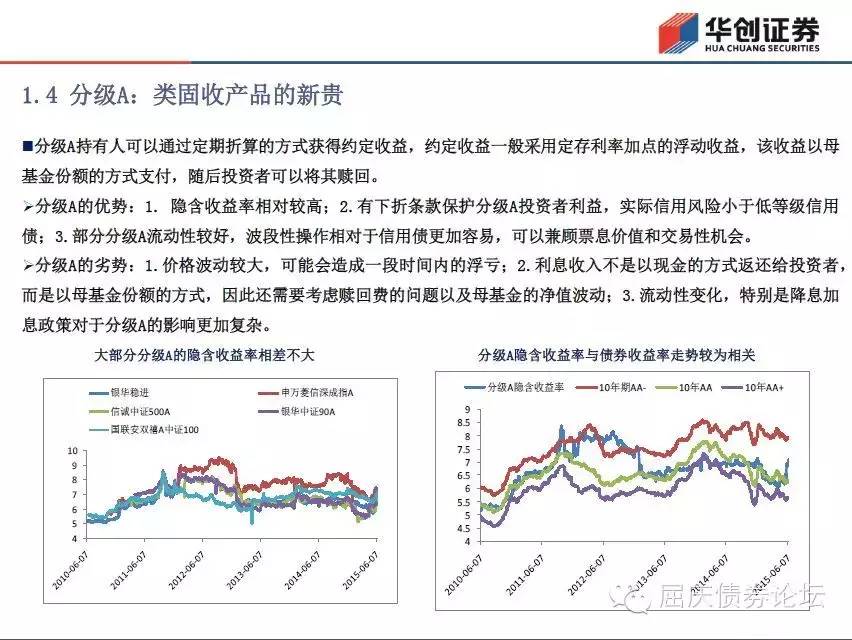 华创证券
HUA CHUANG SECURITIES
1.4 分级A：类固收产品的新贵
■分级A持有人可以通过定期折算的方式获得约定收益，约定收益一般采用定存利率加点的浮动收益，该收益以母
基金份额的方式支付，随后投资者可以将其赎回。
➢分级A的优势：1. 隐含收益率相对较高；2.有下折条款保护分级A投资者利益，实际信用风险小于低等级信用
债；3.部分分级A流动性较好，波段性操作相对于信用债更加容易，可以兼顾票息价值和交易性机会。
➢分级A的劣势：1.价格波动较大，可能会造成一段时间内的浮亏；2.利息收入不是以现金的方式返还给投资者，
而是以母基金份额的方式，因此还需要考虑赎回费的问题以及母基金的净值波动；3.流动性变化，特别是降息加
息政策对于分级A的影响更加复杂。
大部分分级A的隐含收益率相差不大
银华稳进 申万菱信深成指A
信诚中证500A 银华中证90A
国联安双禧A中证100
10
9
8
7
6
5
4
2010-06-07 2011-06-07 2012-06-07 2013-06-07 2014-06-07 2015-06-07
分级A隐含收益率与债券收益率走势较为相关
分级A隐含收益率 10年期AA- 10年AA 10年AA+
9
8.5
8
7.5
7
6.5
6
5.5
5
4.5
4
2010-06-07 2011-06-07 2012-06-07 2013-06-07 2014-06-07 2015-06-07
屈庆债券论坛